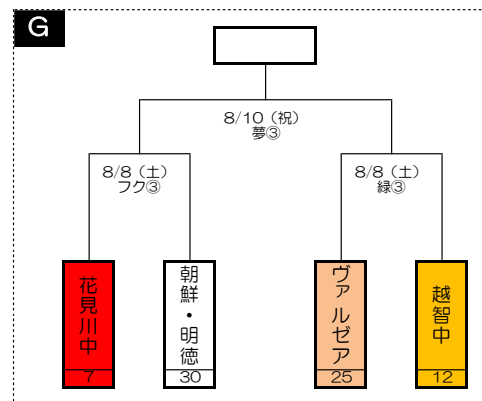 G
8/10（祝）
夢③
8/8（土）
フク③
8/8（土）
緑③
花見川中
7
朝鮮・明徳
30
ヴァルゼア
25
越智中
12